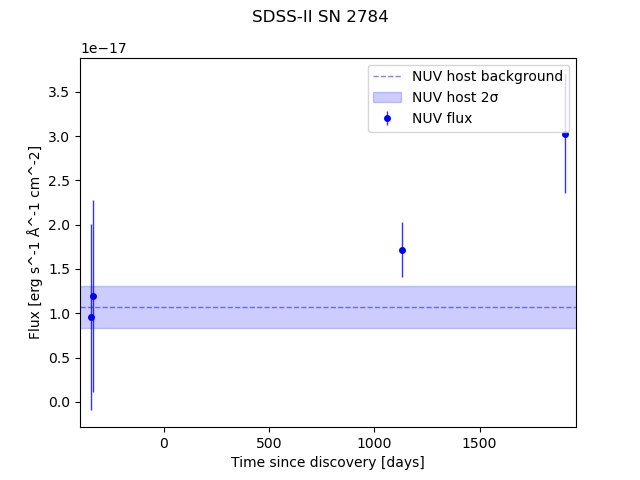 SDSS-II SN 2784
1e−17
NUV host background
NUV host 2σ
NUV flux
3.5
3.0
2.5
2.0
1.5
1.0
0.5
0.0
Flux [erg s^-1 Å^-1 cm^-2]
0 500 1000 1500
Time since discovery [days]